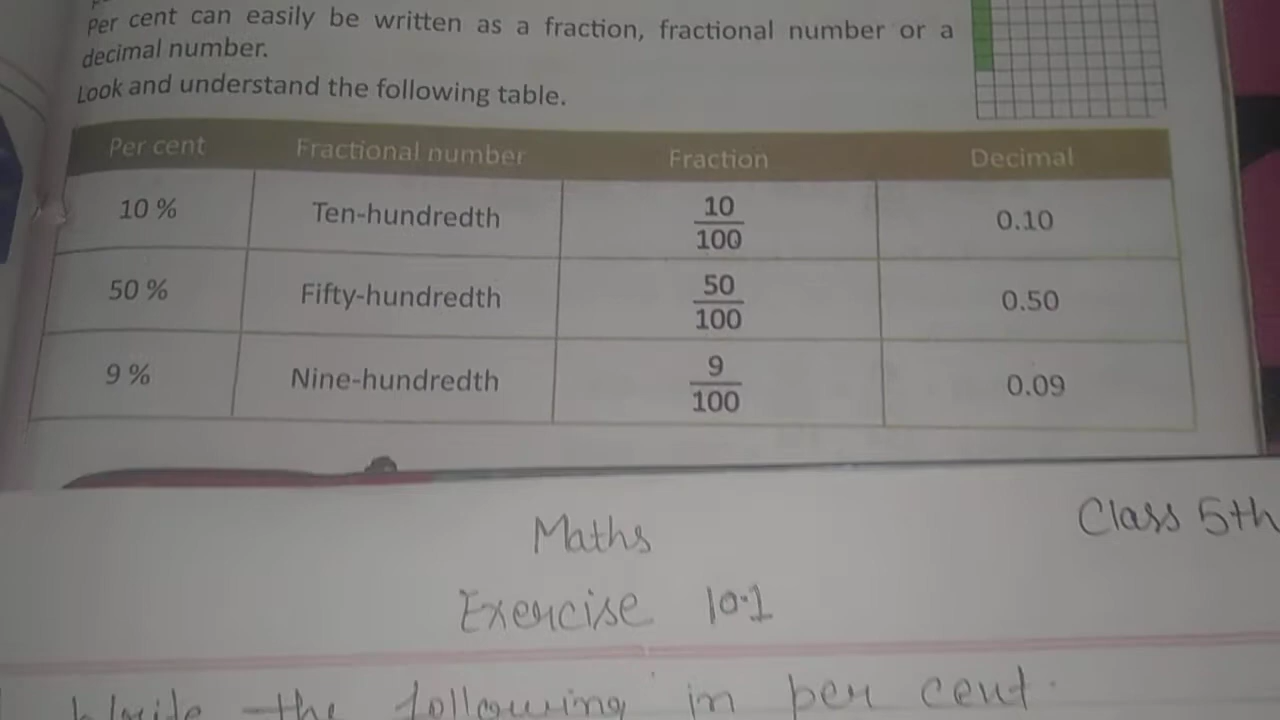 Per cent can easily be written as a fraction, fractional number or a
decimal number.
Look and understand the following table.
Per cent Fractional number Fraction Decimal
10 % Ten-hundredth 10/100 0.10
50 % Fifty-hundredth 50/100 0.50
9 % Nine-hundredth 9/100 0.09
Maths Class 5th
Exercise 10.1
Write the following in per cent.